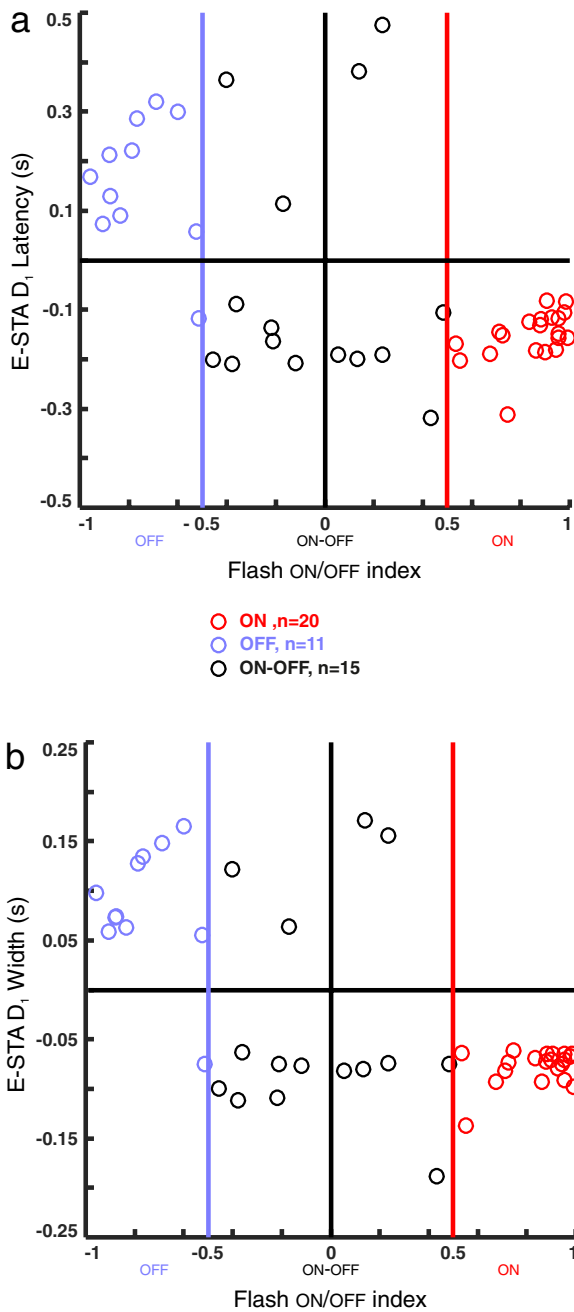 a
0.5
0.3
0.1
-0.1
-0.3
-0.5
E-STA D1 Latency (s)
-1 - 0.5 0 0.5 1
OFF ON-OFF ON
Flash ON/OFF index
ON ,n=20
OFF, n=11
ON-OFF, n=15
b
0.25
0.15
0.05
-0.05
-0.15
-0.25
E-STA D1 Width (s)
-1 -0.5 0 0.5 1
OFF ON-OFF ON
Flash ON/OFF index